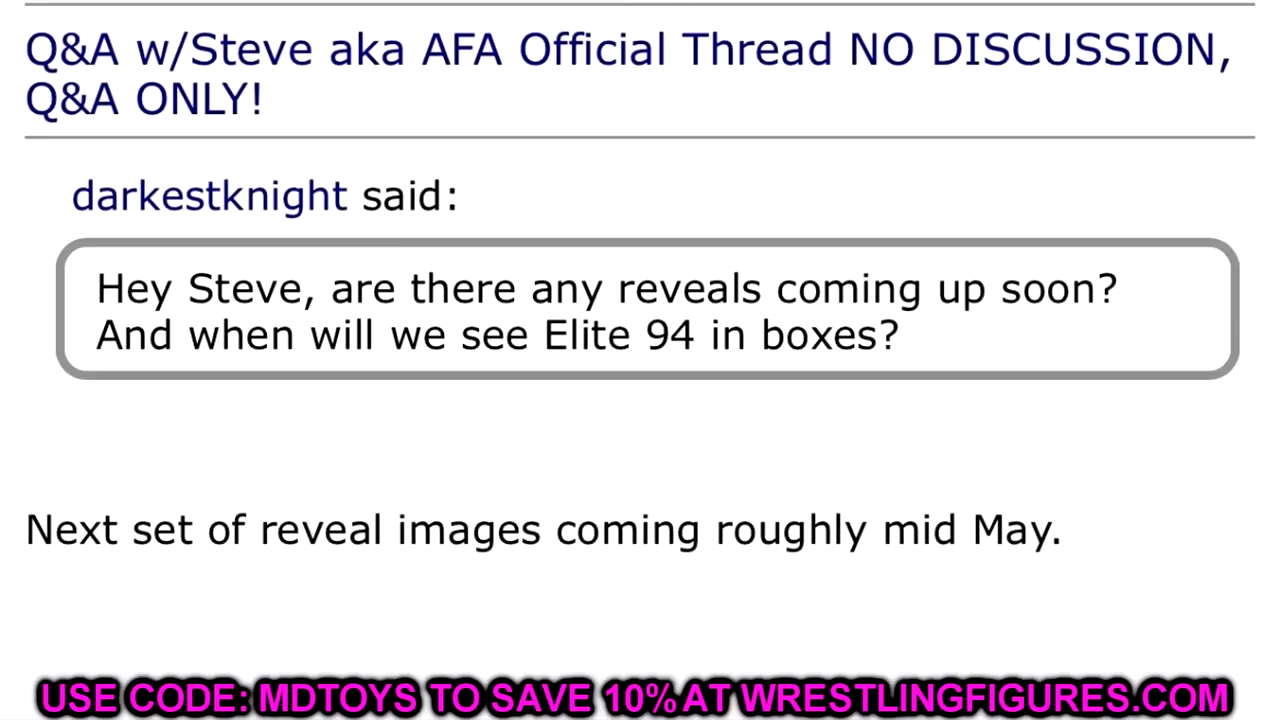 Q&A w/Steve aka AFA Official Thread NO DISCUSSION,
Q&A ONLY!
darkestknight said:
Hey Steve, are there any reveals coming up soon?
And when will we see Elite 94 in boxes?
Next set of reveal images coming roughly mid May.
USE CODE: MDTOYS TO SAVE 10% AT WRESTLINGFIGURES.COM